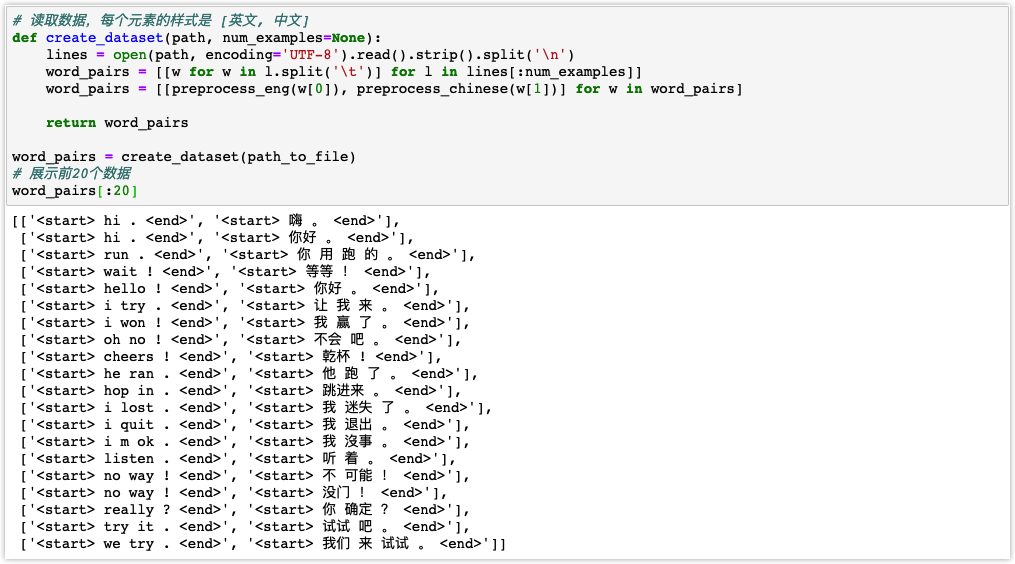 # 读取数据，每个元素的样式是 [英文, 中文]
def create_dataset(path, num_examples=None):
    lines = open(path, encoding='UTF-8').read().strip().split('\n')
    word_pairs = [[w for w in l.split('\t')] for l in lines[:num_examples]]
    word_pairs = [[preprocess_eng(w[0]), preprocess_chinese(w[1])] for w in word_pairs]
    return word_pairs
word_pairs = create_dataset(path_to_file)
# 展示前20个数据
word_pairs[:20]
[['<start> hi . <end>', '<start> 嗨 。 <end>'],
 ['<start> hi . <end>', '<start> 你好 。 <end>'],
 ['<start> run . <end>', '<start> 你 用 跑 的 。 <end>'],
 ['<start> wait ! <end>', '<start> 等等 ！ <end>'],
 ['<start> hello ! <end>', '<start> 你好 。 <end>'],
 ['<start> i try . <end>', '<start> 让 我 来 。 <end>'],
 ['<start> i won ! <end>', '<start> 我 赢 了 。 <end>'],
 ['<start> oh no ! <end>', '<start> 不会 吧 。 <end>'],
 ['<start> cheers ! <end>', '<start> 乾杯 ! <end>'],
 ['<start> he ran . <end>', '<start> 他 跑 了 。 <end>'],
 ['<start> hop in . <end>', '<start> 跳进来 。 <end>'],
 ['<start> i lost . <end>', '<start> 我 迷失 了 。 <end>'],
 ['<start> i quit . <end>', '<start> 我 退出 。 <end>'],
 ['<start> i m ok . <end>', '<start> 我 沒事 。 <end>'],
 ['<start> listen . <end>', '<start> 听 着 。 <end>'],
 ['<start> no way ! <end>', '<start> 不 可能 ！ <end>'],
 ['<start> no way ! <end>', '<start> 没门 ！ <end>'],
 ['<start> really ? <end>', '<start> 你 确定 ？ <end>'],
 ['<start> try it . <end>', '<start> 试试 吧 。 <end>'],
 ['<start> we try . <end>', '<start> 我们 来 试试 。 <end>']]